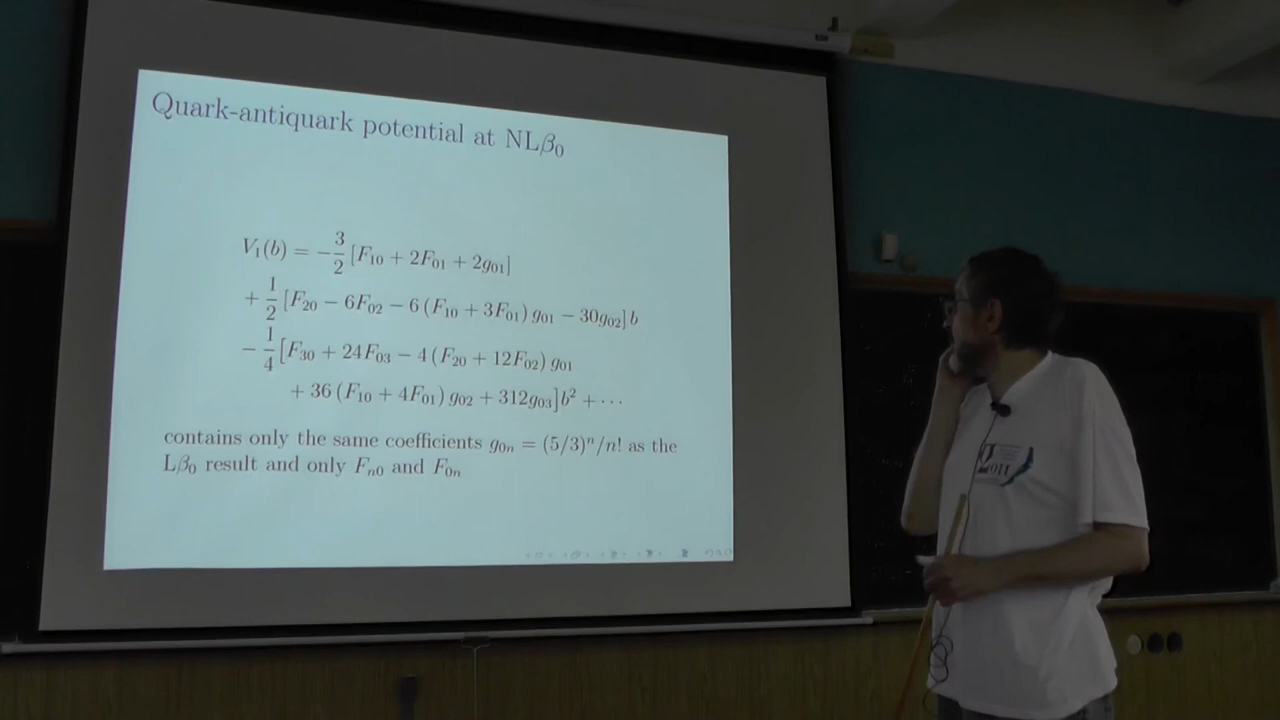 Quark-antiquark potential at NLβ₀
V₁(b) = −3/2 [F₁₀ + 2F₀₁ + 2g₀₁]
+ 1/2 [F₂₀ − 6F₀₂ − 6 (F₁₀ + 3F₀₁) g₀₁ − 30g₀₂] b
− 1/4 [F₃₀ + 24F₀₃ − 4 (F₂₀ + 12F₀₂) g₀₁
+ 36 (F₁₀ + 4F₀₁) g₀₂ + 312g₀₃] b² + ···
contains only the same coefficients g₀ₙ = (5/3)ⁿ/n! as the
Lβ₀ result and only Fₙ₀ and F₀ₙ